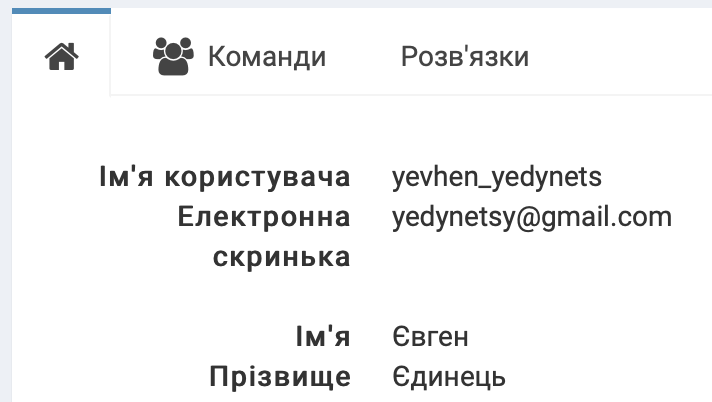 Команди Розв'язки
Ім'я користувача yevhen_yedynets
Електронна yedynetsy@gmail.com
скринька
Ім'я Євген
Прізвище Єдинець